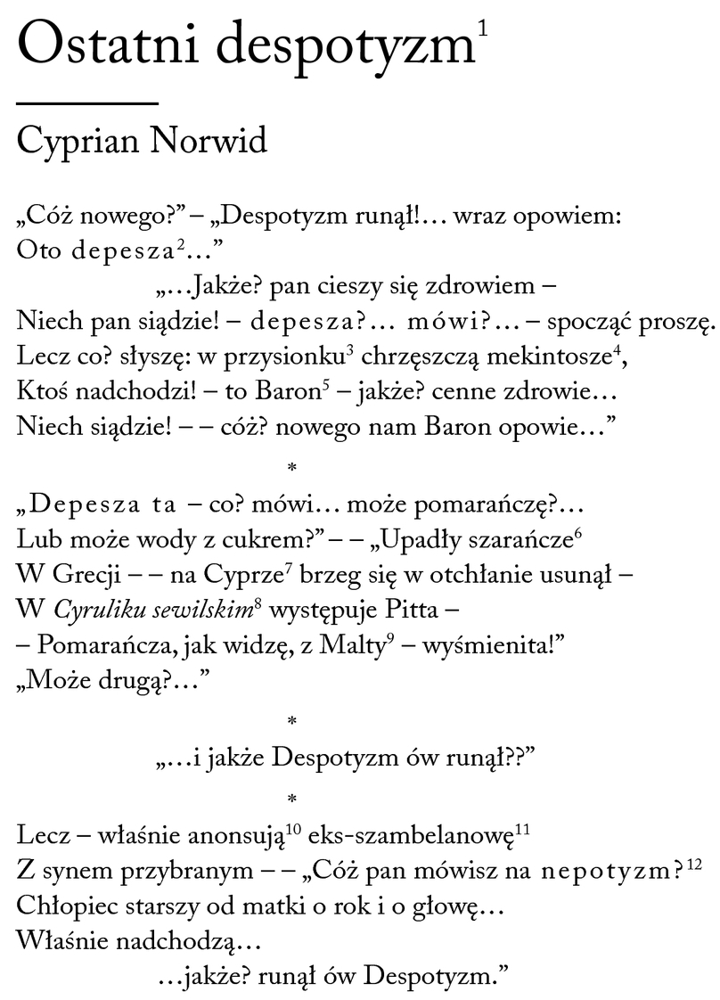 Ostatni despotyzm¹
Cyprian Norwid
„Cóż nowego?” – „Despotyzm runął!… wraz opowiem:
Oto depesza²…”
„…Jakże? pan cieszy się zdrowiem –
Niech pan siądzie! – depesza?… mówi?… – spocząć proszę.
Lecz co? słyszę: w przysionku³ chrzęszczą mekintosze⁴,
Ktoś nadchodzi! – to Baron⁵ – jakże? cenne zdrowie…
Niech siądzie! – – cóż? nowego nam Baron opowie…”
*
„Depesza ta – co? mówi… może pomarańczę?…
Lub może wody z cukrem?” – – „Upadły szarańcze⁶
W Grecji – – na Cyprze⁷ brzeg się w otchłanie usunął –
W Cyruliku sewilskim⁸ występuje Pitta –
– Pomarańcza, jak widzę, z Malty⁹ – wyśmienita!”
„Może drugą?…”
*
„…i jakże Despotyzm ów runął??”
*
Lecz – właśnie anonsują¹⁰ eks-szambelanowę¹¹
Z synem przybranym – – „Cóż pan mówisz na nepotyzm?¹²
Chłopiec starszy od matki o rok i o głowę…
Właśnie nadchodzą…
…jakże? runął ów Despotyzm.”